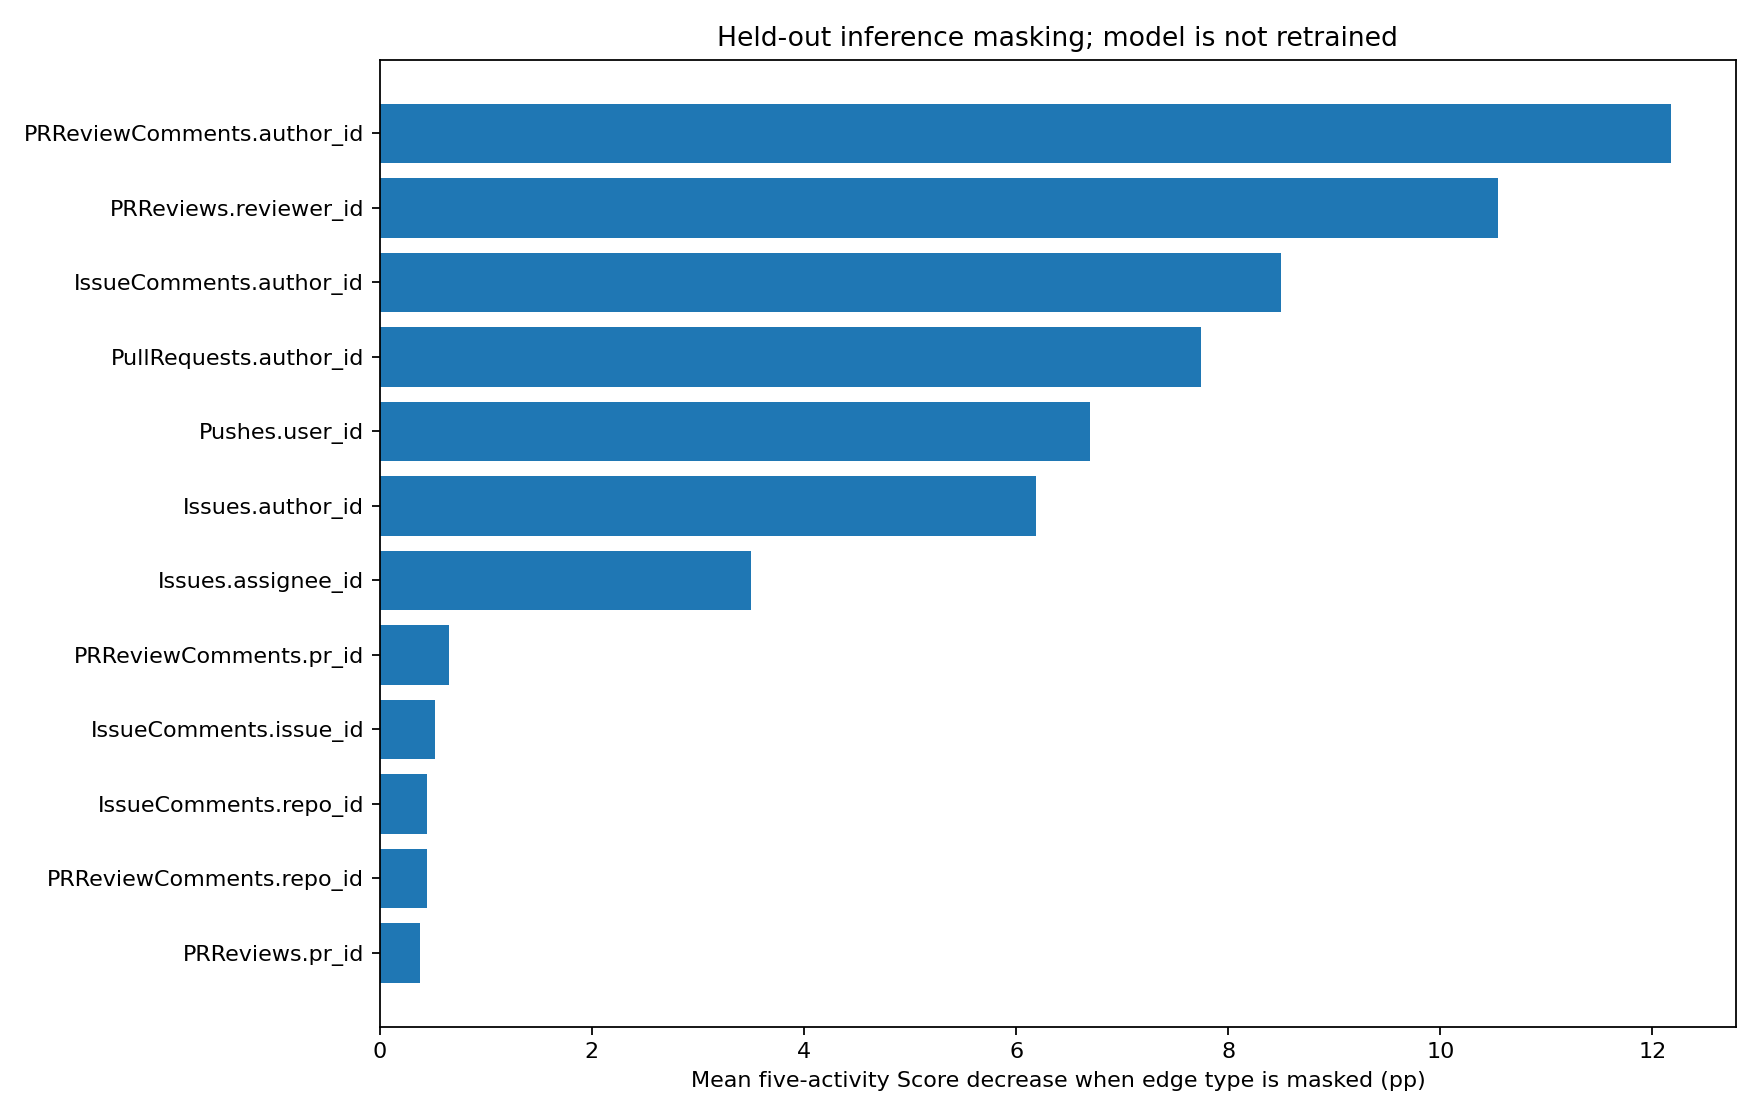 Held-out inference masking; model is not retrained
PRReviewComments.author_id
PRReviews.reviewer_id
IssueComments.author_id
PullRequests.author_id
Pushes.user_id
Issues.author_id
Issues.assignee_id
PRReviewComments.pr_id
IssueComments.issue_id
IssueComments.repo_id
PRReviewComments.repo_id
PRReviews.pr_id
0 2 4 6 8 10 12
Mean five-activity Score decrease when edge type is masked (pp)